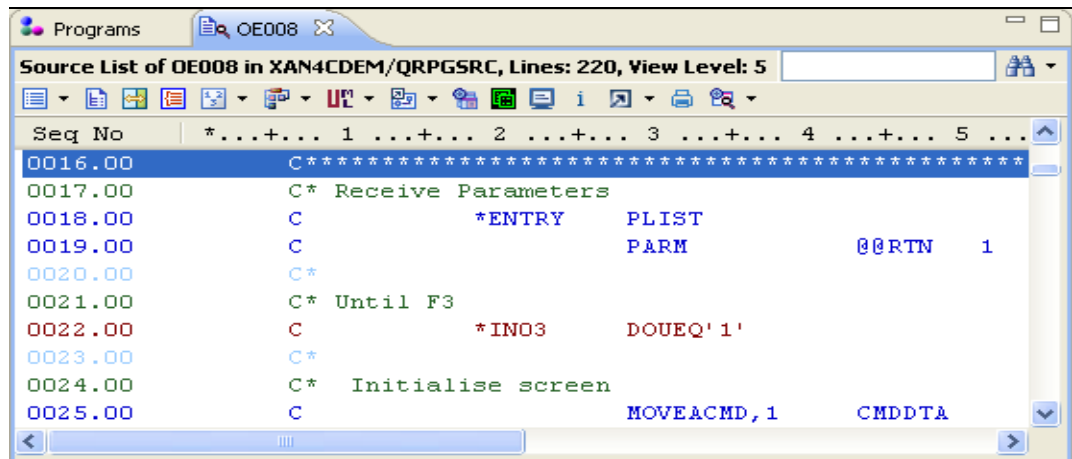 Programs OE008
Source List of OE008 in XAN4CDEM/QRPGSRC, Lines: 220, View Level: 5
Seq No *...+... 1 ...+... 2 ...+... 3 ...+... 4 ...+... 5 ...
0016.00 C***********************************************
0017.00 C* Receive Parameters
0018.00 C *ENTRY PLIST
0019.00 C PARM @@RTN 1
0020.00 C*
0021.00 C* Until F3
0022.00 C *IN03 DOUEQ'1'
0023.00 C*
0024.00 C* Initialise screen
0025.00 C MOVEACMD,1 CMDDTA